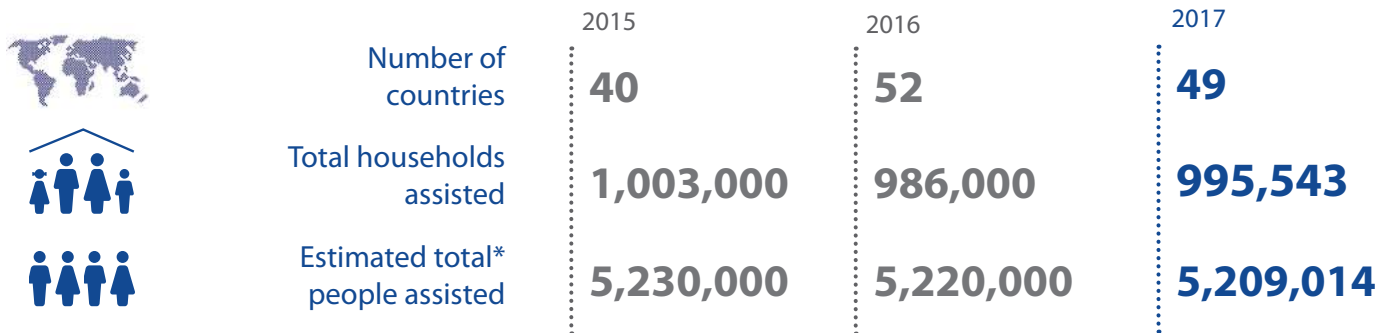 2015 2016 2017
Number of
countries
40 52 49
Total households
assisted
1,003,000 986,000 995,543
Estimated total*
people assisted
5,230,000 5,220,000 5,209,014